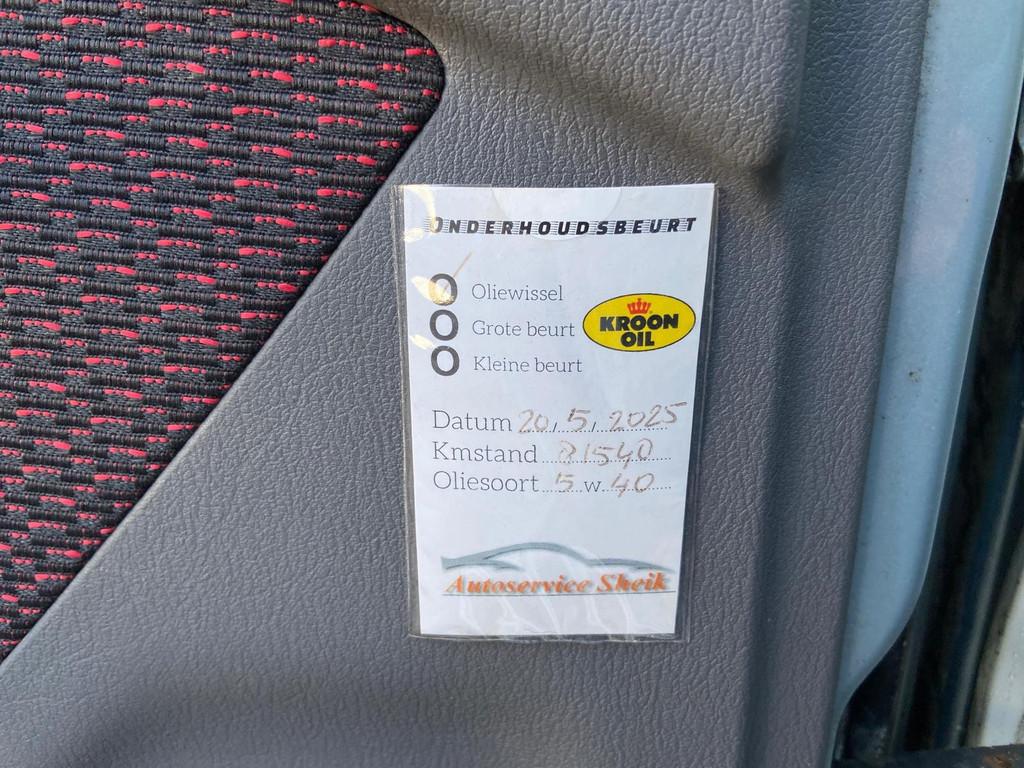 ONDERHOUDSBEURT
O Oliewissel
O Grote beurt
O Kleine beurt
KROON
OIL
Datum 20, 5, 2025
Kmstand 81540
Oliesoort 5 w 40
Autoservice Sheik